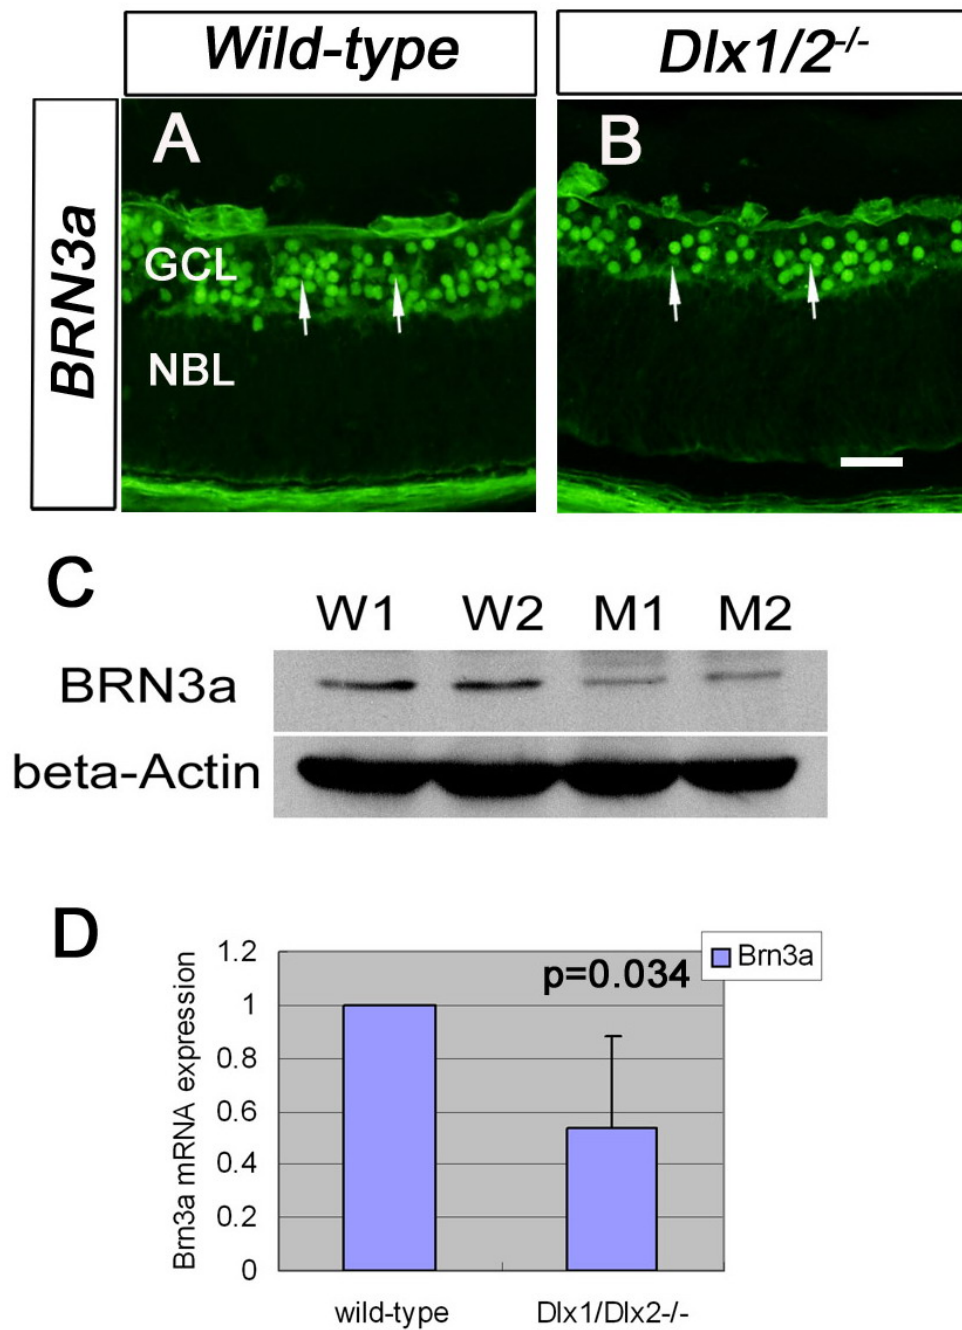 Wild-type
Dlx1/2-/-
BRN3a
A
B
GCL
NBL
C
W1 W2 M1 M2
BRN3a
beta-Actin
D
Brn3a
p=0.034
Brn3a mRNA expression
1.2
1
0.8
0.6
0.4
0.2
0
wild-type
Dlx1/Dlx2-/-